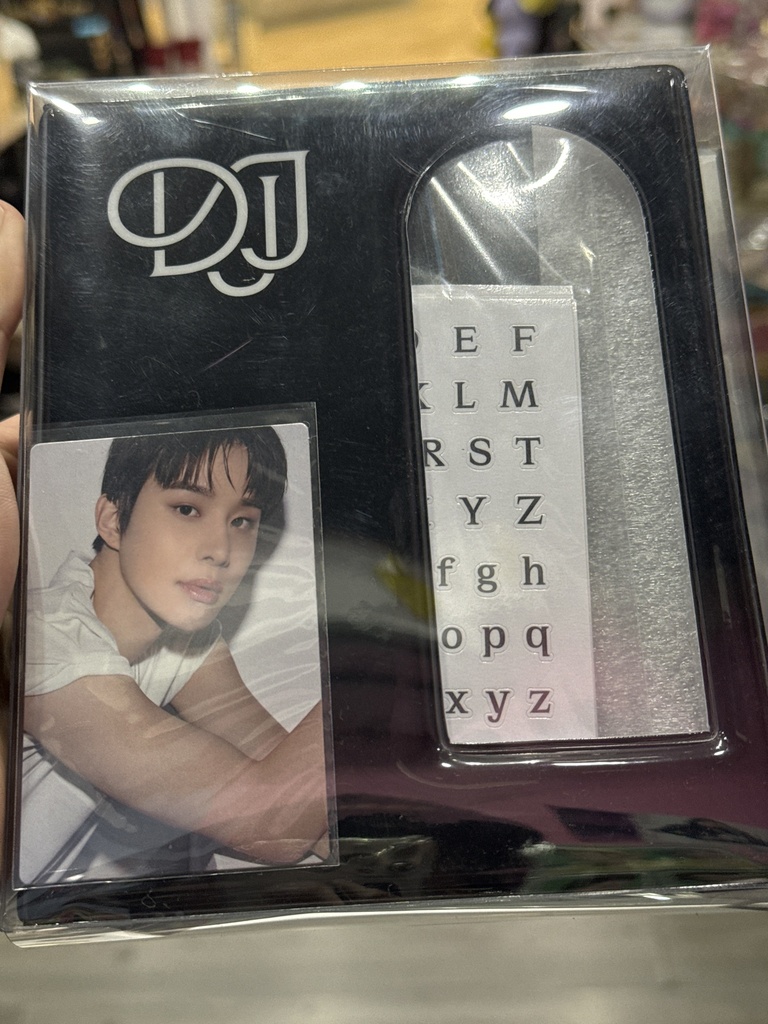 DJ
E F
K L M
R S T
Y Z
f g h
o p q
x y z